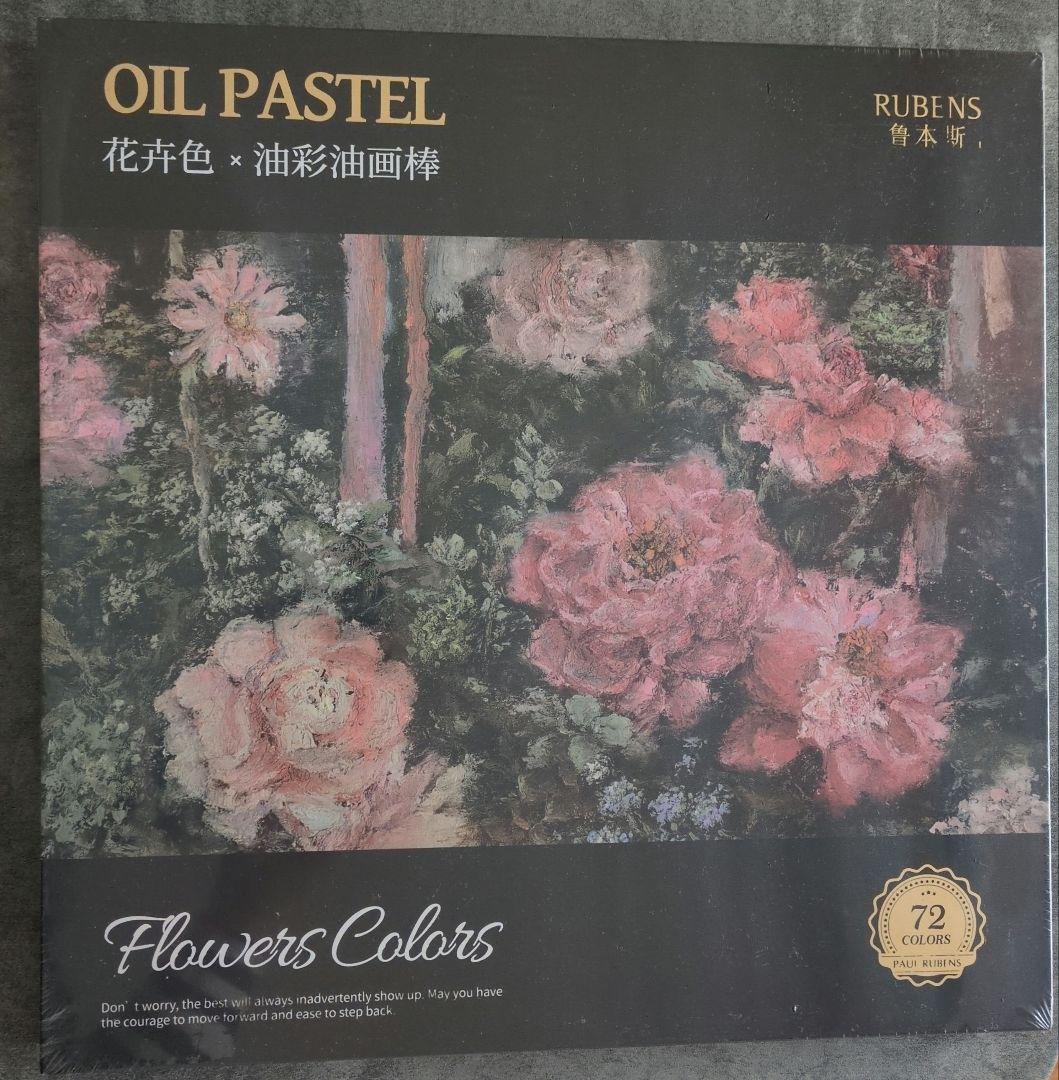 OIL PASTEL
花卉色 × 油彩油画棒
RUBENS
鲁本斯
Flowers Colors
Don't worry, the best will always inadvertently show up. May you have
the courage to move forward and ease to step back.
72
COLORS
PAUL RUBENS